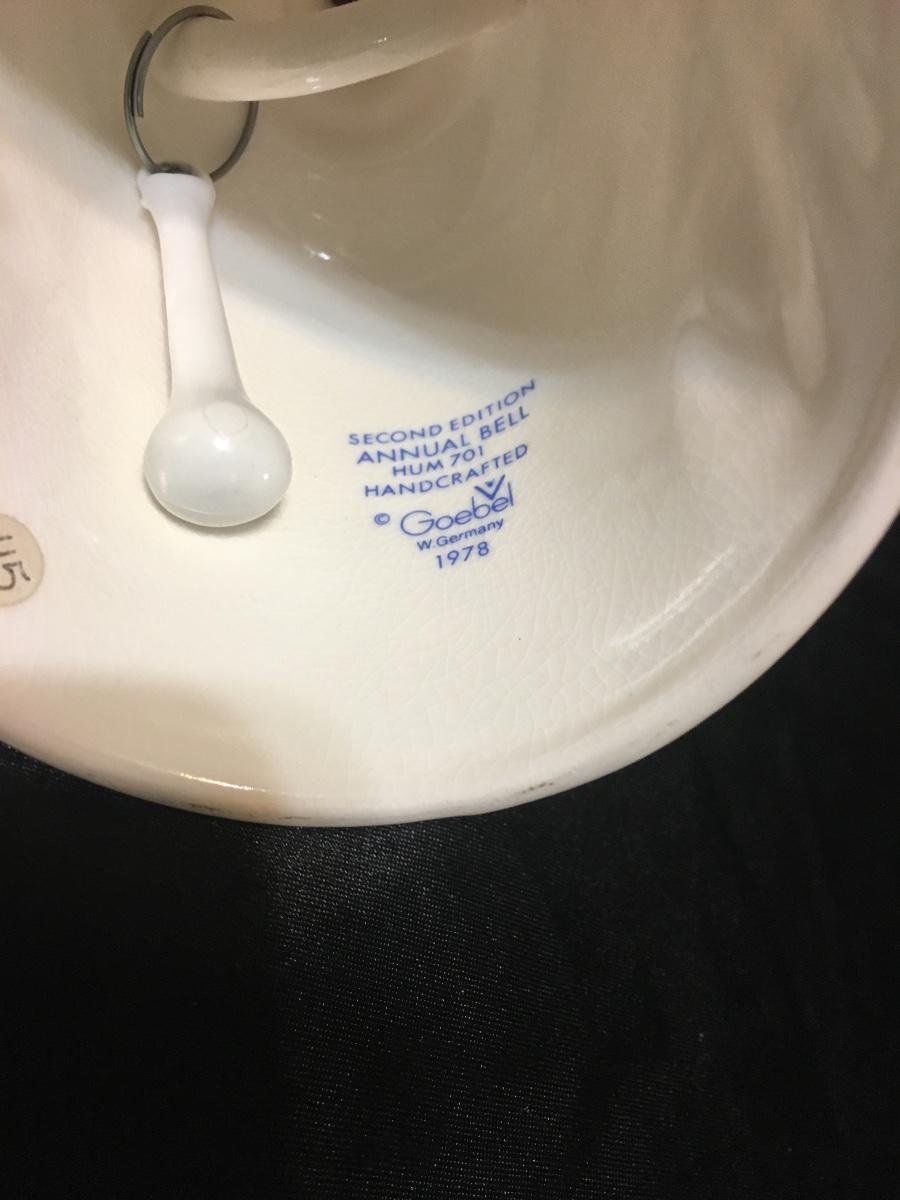 SECOND EDITION
ANNUAL BELL
HUM 701
HANDCRAFTED
© Goebel
W.Germany
1978